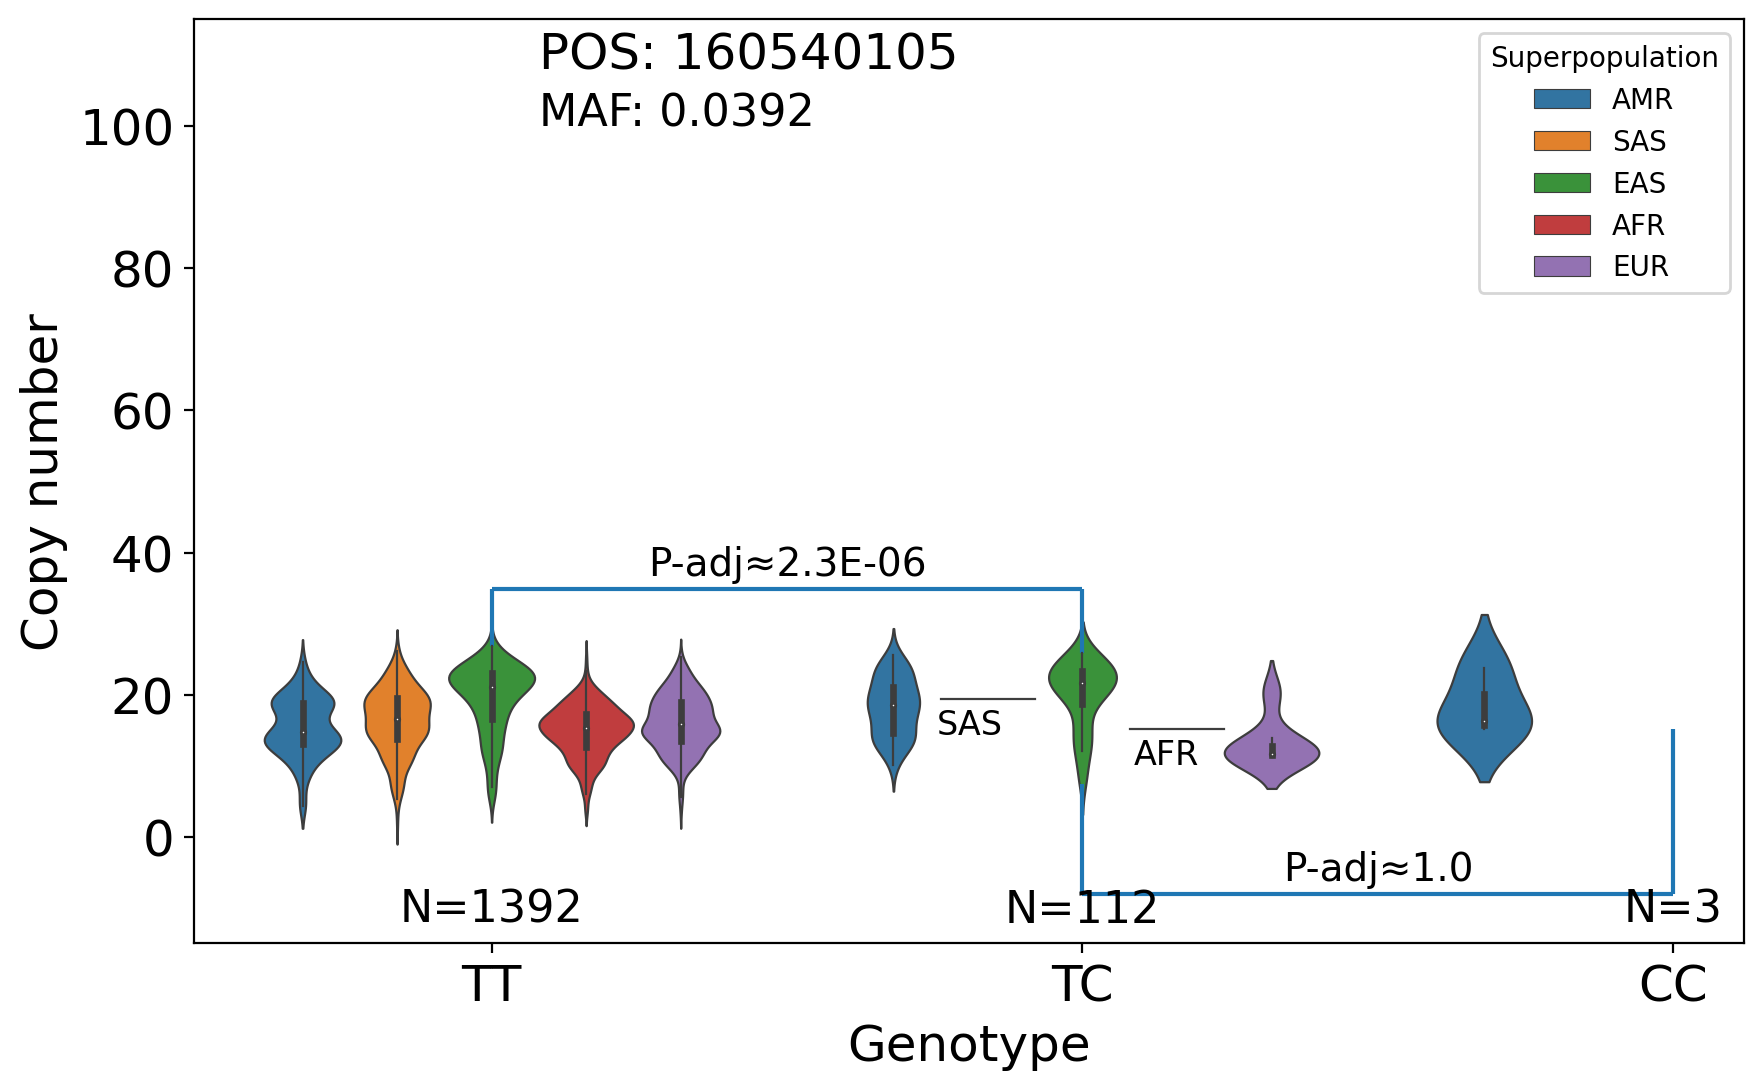 POS: 160540105
MAF: 0.0392
Superpopulation
AMR
SAS
EAS
AFR
EUR
Copy number
100
80
60
40
20
0
P-adj≈2.3E-06
SAS
AFR
P-adj≈1.0
N=1392
N=112
N=3
TT
TC
CC
Genotype